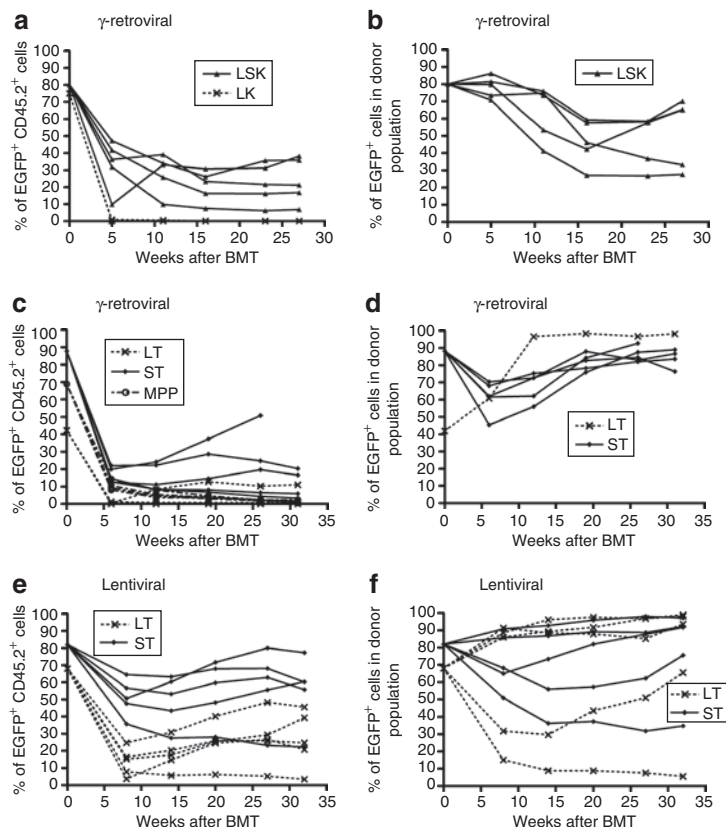 a γ-retroviral
% of EGFP+ CD45.2+ cells
100
90
80
70
60
50
40
30
20
10
0
LSK
LK
0 5 10 15 20 25 30
Weeks after BMT
b γ-retroviral
% of EGFP+ cells in donor
population
100
90
80
70
60
50
40
30
20
10
0
LSK
0 5 10 15 20 25 30
Weeks after BMT
c γ-retroviral
% of EGFP+ CD45.2+ cells
100
90
80
70
60
50
40
30
20
10
0
LT
ST
MPP
0 5 10 15 20 25 30 35
Weeks after BMT
d γ-retroviral
% of EGFP+ cells in donor
population
100
90
80
70
60
50
40
30
20
10
0
LT
ST
0 5 10 15 20 25 30 35
Weeks after BMT
e Lentiviral
% of EGFP+ CD45.2+ cells
100
90
80
70
60
50
40
30
20
10
0
LT
ST
0 5 10 15 20 25 30 35
Weeks after BMT
f Lentiviral
% of EGFP+ cells in donor
population
100
90
80
70
60
50
40
30
20
10
0
LT
ST
0 5 10 15 20 25 30 35
Weeks after BMT